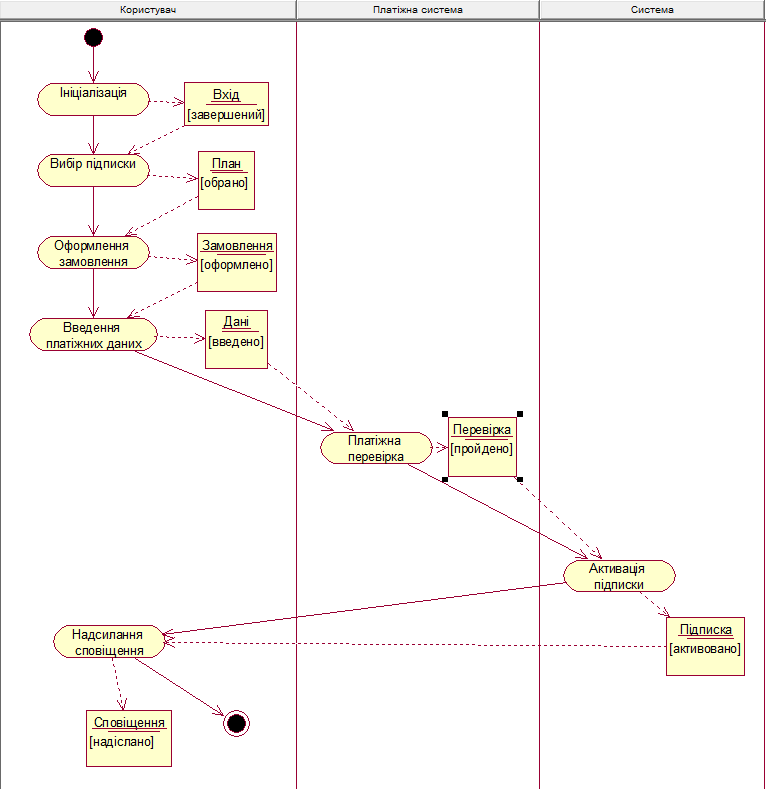 Користувач
Платіжна система
Система
Ініціалізація
Вхід
[завершений]
Вибір підписки
План
[обрано]
Оформлення
замовлення
Замовлення
[оформлено]
Введення
платіжних даних
Дані
[введено]
Платіжна
перевірка
Перевірка
[пройдено]
Активація
підписки
Підписка
[активовано]
Надсилання
сповіщення
Сповіщення
[надіслано]